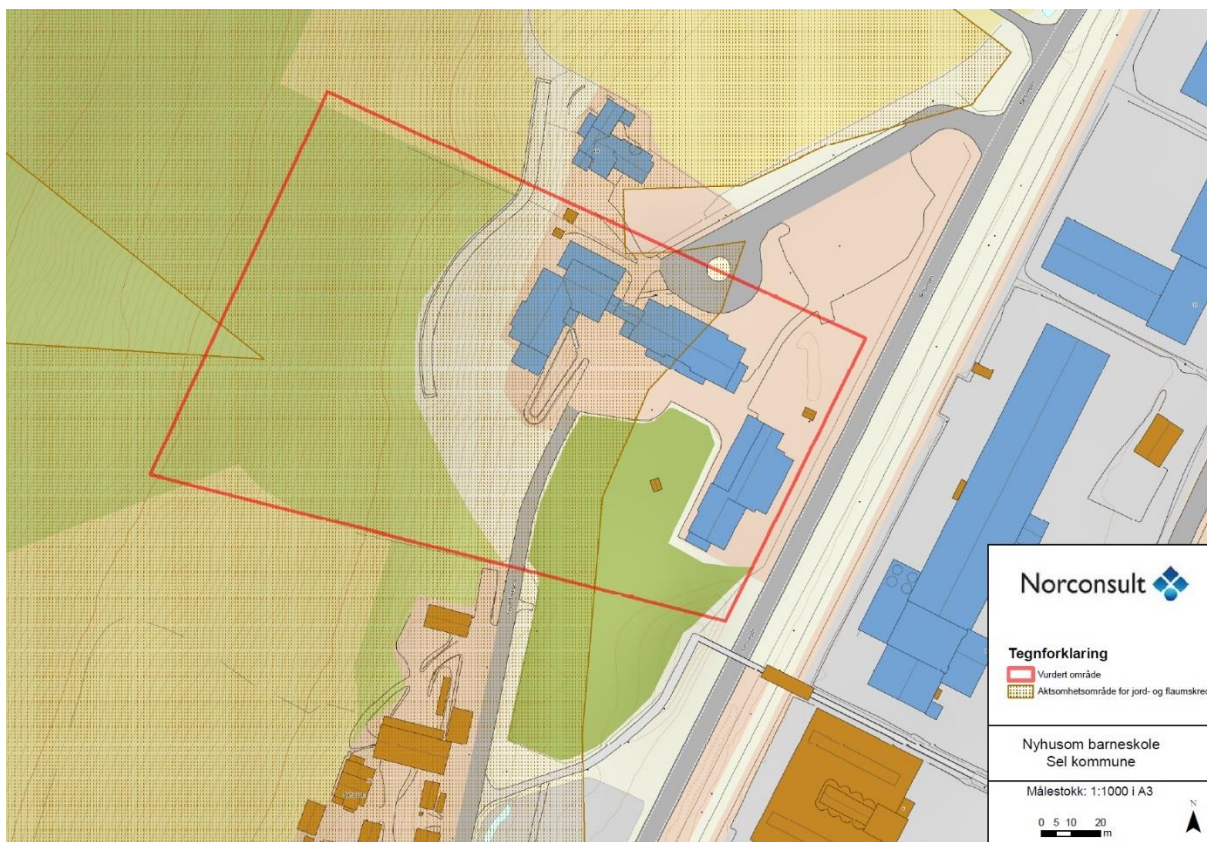 Norconsult
Tegnforklaring
Vurdert område
Aktsomhetsområde for jord- og flaumskred
Nyhusom barneskole
Sel kommune
Målestokk: 1:1000 i A3
N
0 5 10 20
m